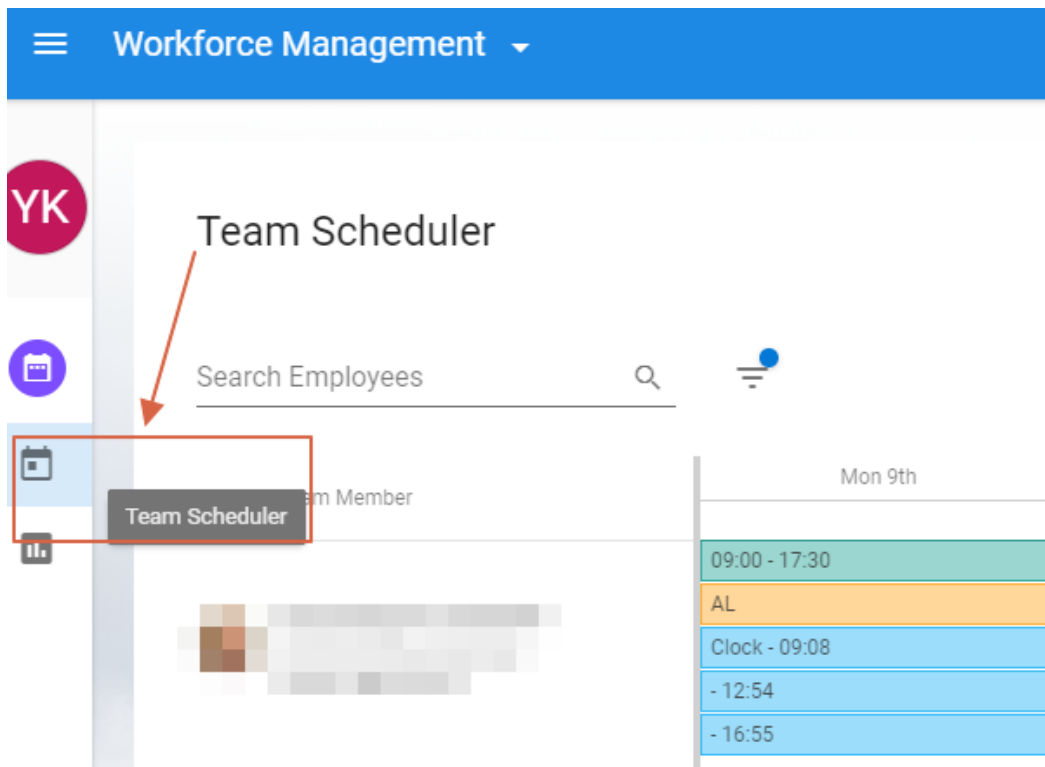 Workforce Management
YK
Team Scheduler
Search Employees
Mon 9th
Member
Team Scheduler
09:00 - 17:30
AL
Clock - 09:08
- 12:54
- 16:55